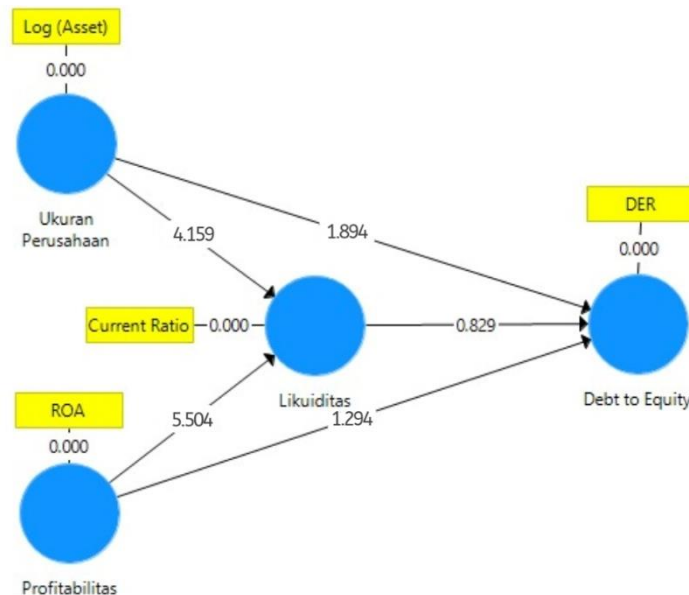 Log (Asset)
0.000
Ukuran
Perusahaan
4.159
1.894
DER
0.000
Current Ratio
0.000
Likuiditas
0.829
Debt to Equity
ROA
0.000
5.504
1.294
Profitabilitas